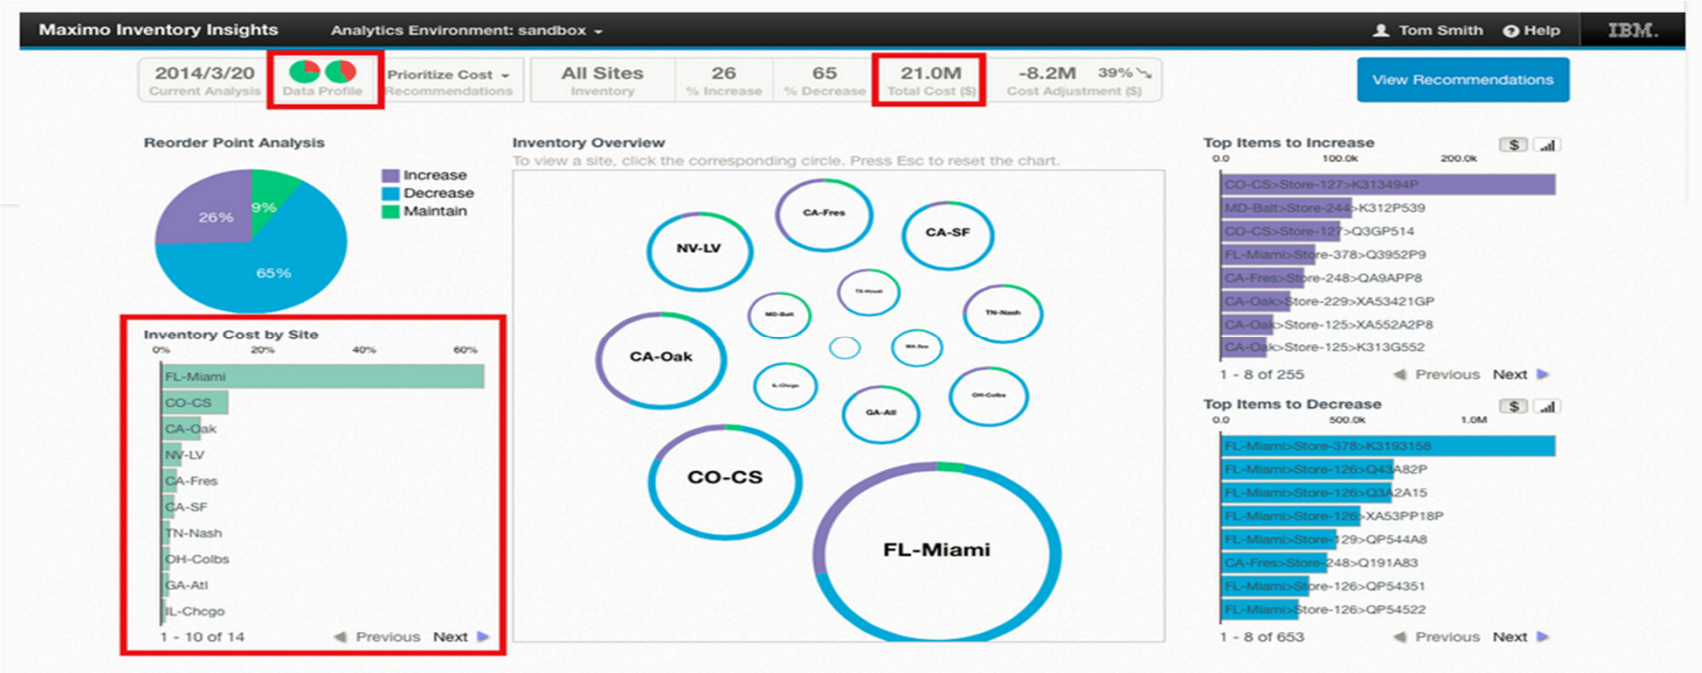 Maximo Inventory Insights
Analytics Environment: sandbox
Tom Smith
Help
IBM.
2014/3/20
Current Analysis
Data Profile
Prioritize Cost
Recommendations
All Sites
Inventory
26
% Increase
65
% Decrease
21.0M
Total Cost ($)
-8.2M 39%
Cost Adjustment ($)
View Recommendations
Reorder Point Analysis
Increase
Decrease
Maintain
26%
9%
65%
Inventory Cost by Site
0% 20% 40% 60%
FL-Miami
CO-CS
CA-Oak
NV-LV
CA-Fres
CA-SF
TN-Nash
OH-Colbs
GA-Atl
IL-Chcgo
1 - 10 of 14 Previous Next
Inventory Overview
To view a site, click the corresponding circle. Press Esc to reset the chart.
CA-Fres
CA-SF
NV-LV
TN-Nash
MD-Balt
CA-Oak
IL-Chcgo
OH-Colbs
GA-Atl
CO-CS
FL-Miami
Top Items to Increase
$
0.0 100.0k 200.0k
CO-CS>Store-127>K313494P
MD-Balt>Store-244>K312P539
CO-CS>Store-127>Q3GP514
FL-Miami>Store-378>Q3952P9
CA-Fres>Store-248>QA9APP8
CA-Oak>Store-229>XA53421GP
CA-Oak>Store-125>XA552A2P8
CA-Oak>Store-125>K313G552
1 - 8 of 255 Previous Next
Top Items to Decrease
$
0.0 500.0k 1.0M
FL-Miami>Store-378>K3193158
FL-Miami>Store-126>Q43A82P
FL-Miami>Store-126>Q3A2A15
FL-Miami>Store-126>XA53PP18P
FL-Miami>Store-129>QP544A8
CA-Fres>Store-248>Q191A83
FL-Miami>Store-126>QP54351
FL-Miami>Store-126>QP54522
1 - 8 of 653 Previous Next